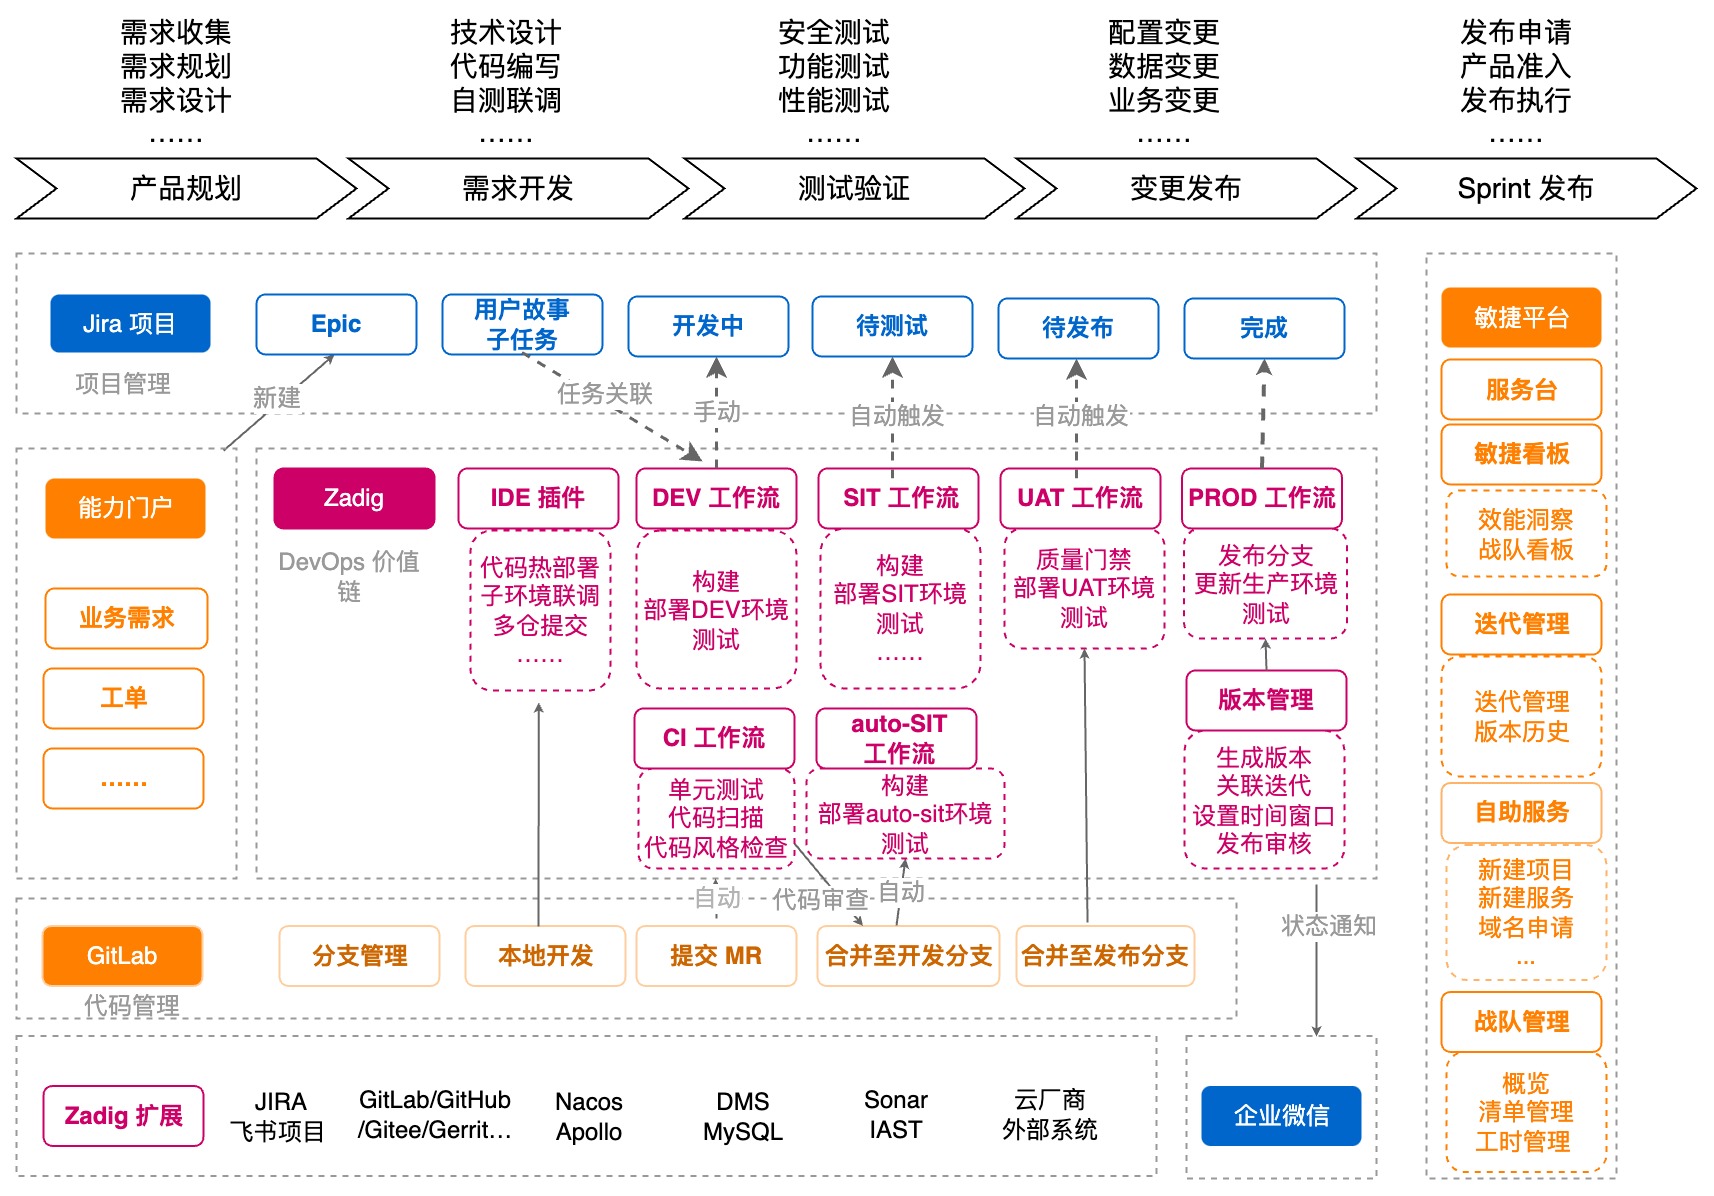 需求收集
需求规划
需求设计
……
技术设计
代码编写
自测联调
……
安全测试
功能测试
性能测试
……
配置变更
数据变更
业务变更
……
发布申请
产品准入
发布执行
……
产品规划
需求开发
测试验证
变更发布
Sprint 发布
Jira 项目
项目管理
Epic
用户故事
子任务
开发中
待测试
待发布
完成
新建
任务关联
手动
自动触发
自动触发
能力门户
业务需求
工单
……
Zadig
DevOps 价值
链
IDE 插件
代码热部署
子环境联调
多仓提交
……
DEV 工作流
构建
部署DEV环境
测试
SIT 工作流
构建
部署SIT环境
测试
……
UAT 工作流
质量门禁
部署UAT环境
测试
PROD 工作流
发布分支
更新生产环境
测试
CI 工作流
单元测试
代码扫描
代码风格检查
auto-SIT
工作流
构建
部署auto-sit环境
测试
版本管理
生成版本
关联迭代
设置时间窗口
发布审核
自动
代码审查
自动
状态通知
GitLab
代码管理
分支管理
本地开发
提交 MR
合并至开发分支
合并至发布分支
Zadig 扩展
JIRA
飞书项目
GitLab/GitHub
/Gitee/Gerrit...
Nacos
Apollo
DMS
MySQL
Sonar
IAST
云厂商
外部系统
企业微信
敏捷平台
服务台
敏捷看板
效能洞察
战队看板
迭代管理
迭代管理
版本历史
自助服务
新建项目
新建服务
域名申请
...
战队管理
概览
清单管理
工时管理